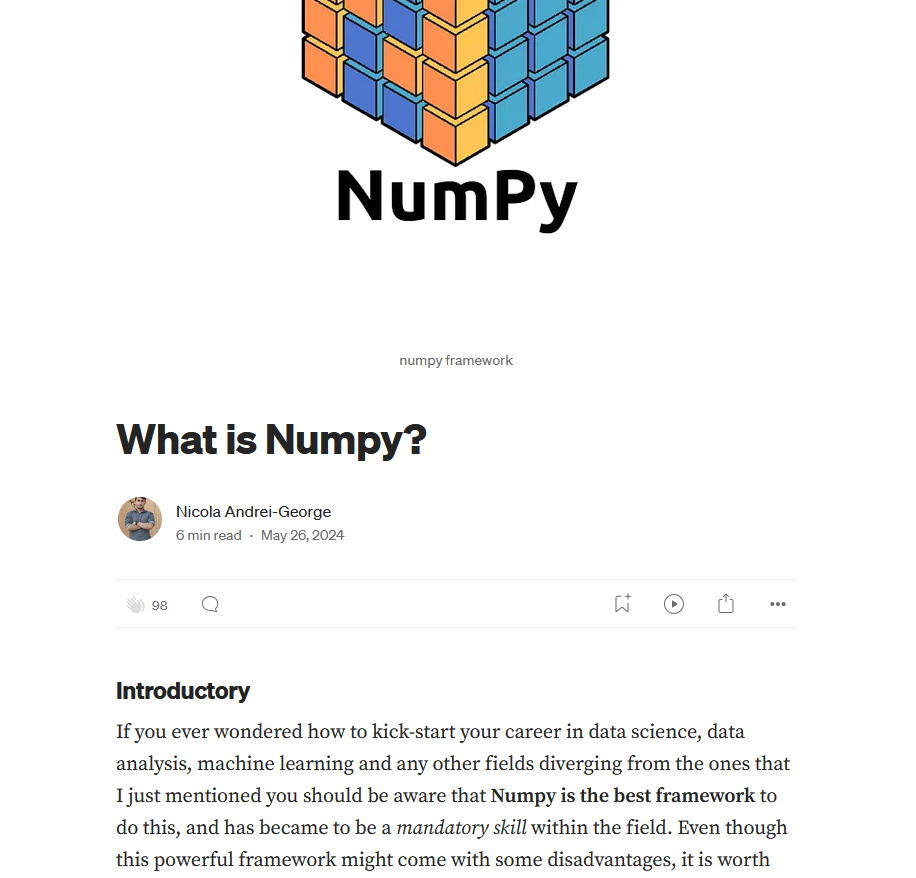 NumPy
numpy framework
What is Numpy?
Nicola Andrei-George
6 min read · May 26, 2024
98
Introductory
If you ever wondered how to kick-start your career in data science, data
analysis, machine learning and any other fields diverging from the ones that
I just mentioned you should be aware that Numpy is the best framework to
do this, and has became to be a mandatory skill within the field. Even though
this powerful framework might come with some disadvantages, it is worth